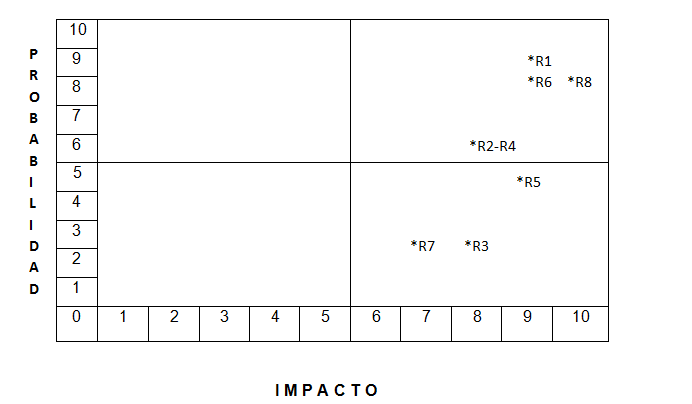 PROBABILIDAD
10
9
8
7
6
5
4
3
2
1
*R1
*R6 *R8
*R2-R4
*R5
*R7 *R3
0 1 2 3 4 5 6 7 8 9 10
IMPACTO